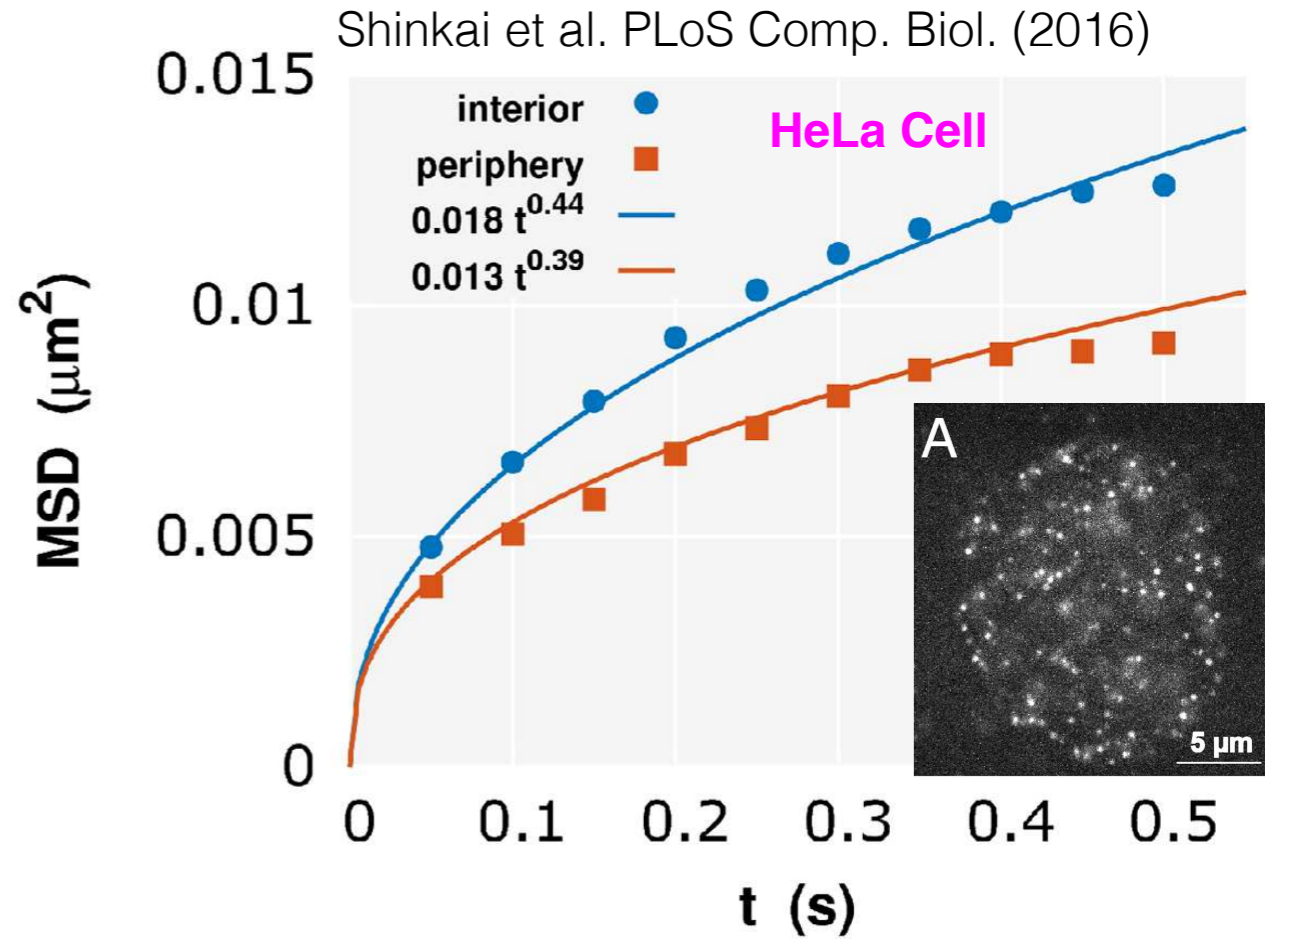 Shinkai et al. PLoS Comp. Biol. (2016)
0.015
interior
HeLa Cell
periphery
0.018 t^0.44
0.013 t^0.39
0.01
MSD (μm²)
A
0.005
5 μm
0
0 0.1 0.2 0.3 0.4 0.5
t (s)